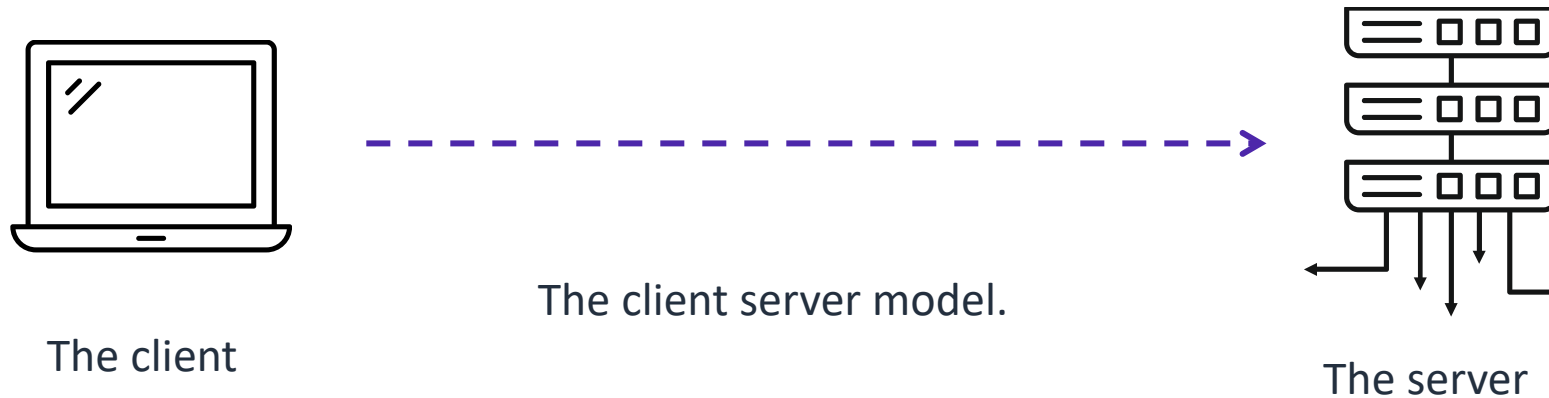 The client server model.
The client
The server